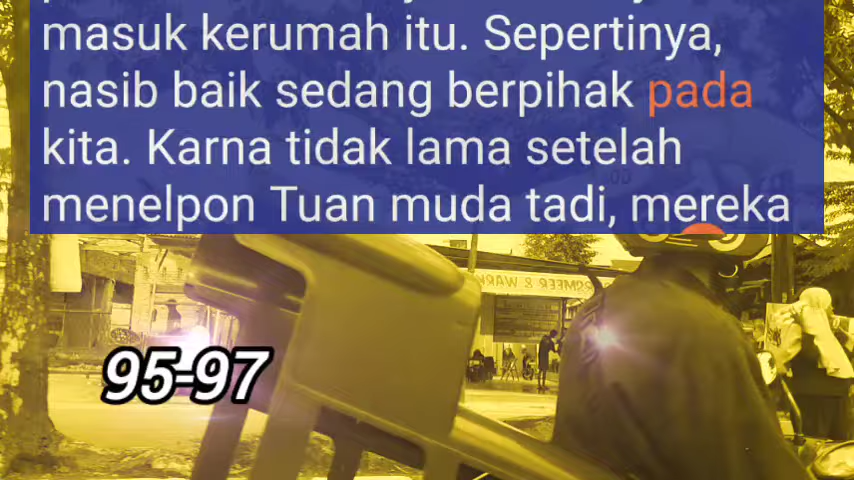 masuk kerumah itu. Sepertinya,
nasib baik sedang berpihak pada
kita. Karna tidak lama setelah
menelpon Tuan muda tadi, mereka
95-97